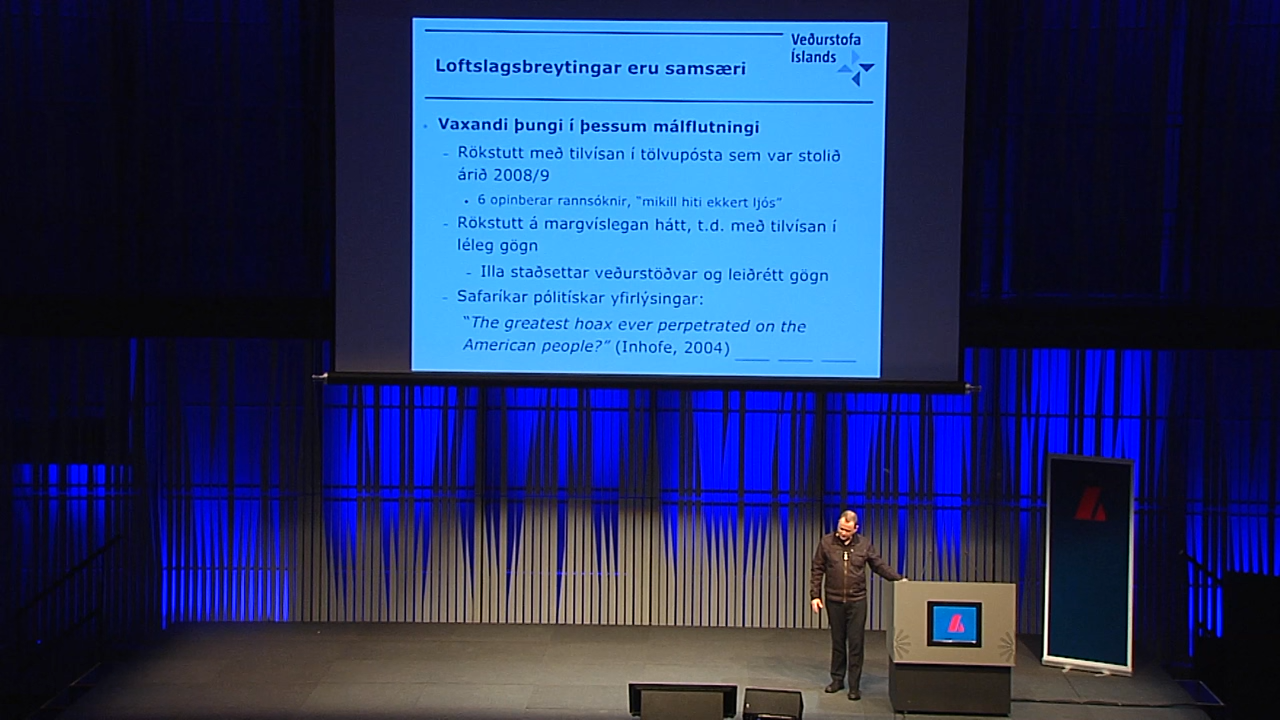 Veðurstofa
Íslands
Loftslagsbreytingar eru samsæri
Vaxandi þungi í þessum málflutningi
- Rökstutt með tilvísan í tölvupósta sem var stolið
árið 2008/9
• 6 opinberar rannsóknir, "mikill hiti ekkert ljós"
- Rökstutt á margvíslegan hátt, t.d. með tilvísan í
léleg gögn
- Illa staðsettar veðurstöðvar og leiðrétt gögn
- Safaríkar pólitískar yfirlýsingar:
"The greatest hoax ever perpetrated on the
American people?" (Inhofe, 2004)